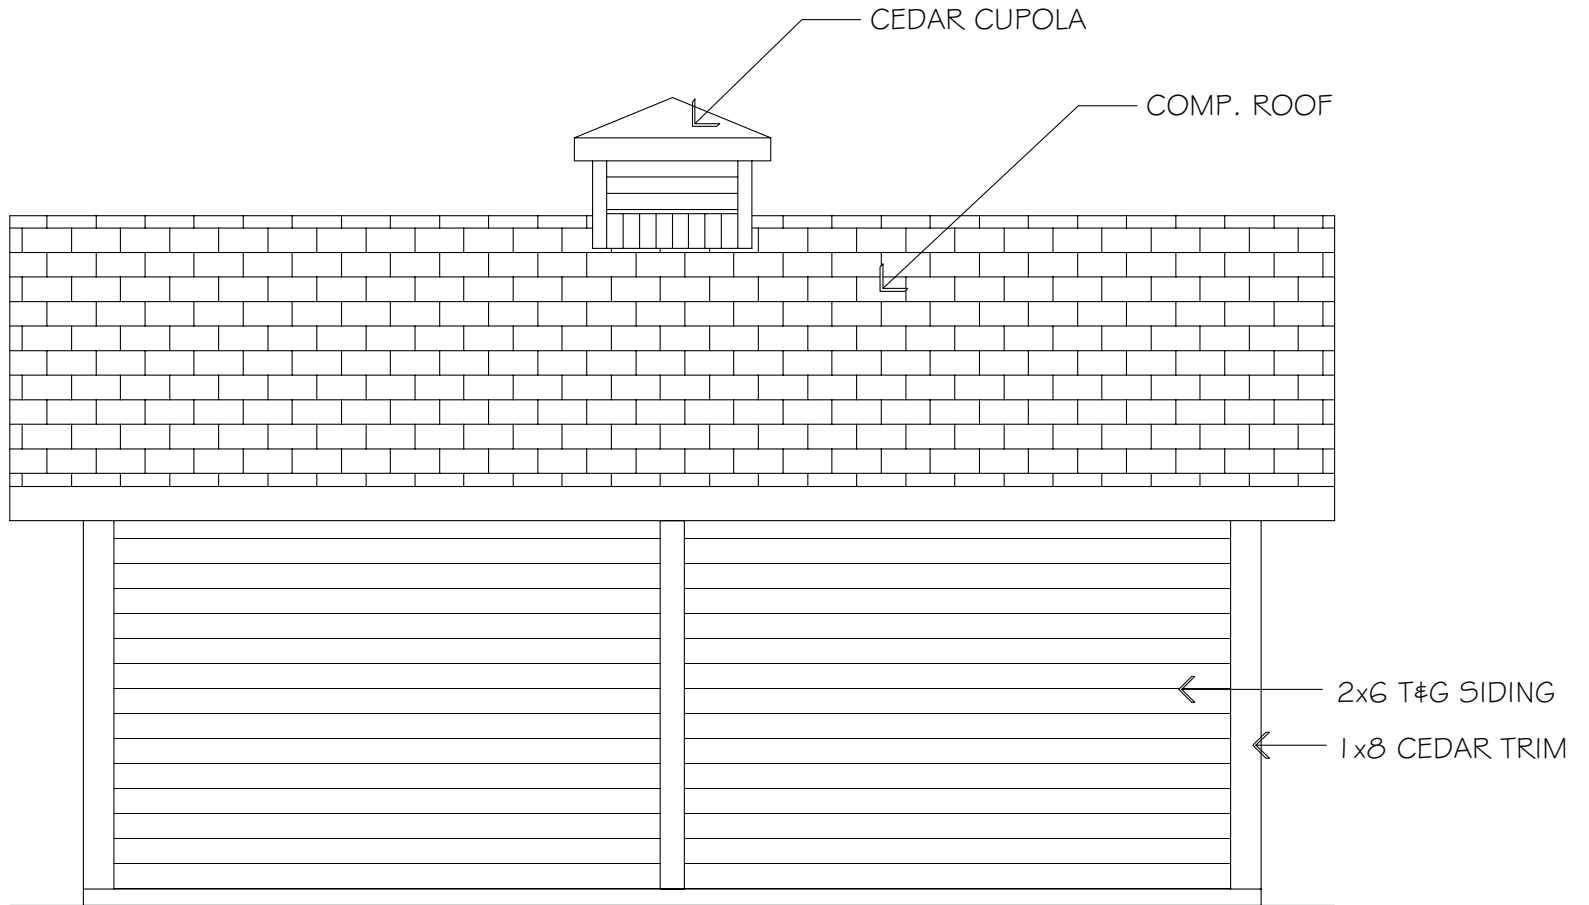 CEDAR CUPOLA
COMP. ROOF
2x6 T&G SIDING
1x8 CEDAR TRIM